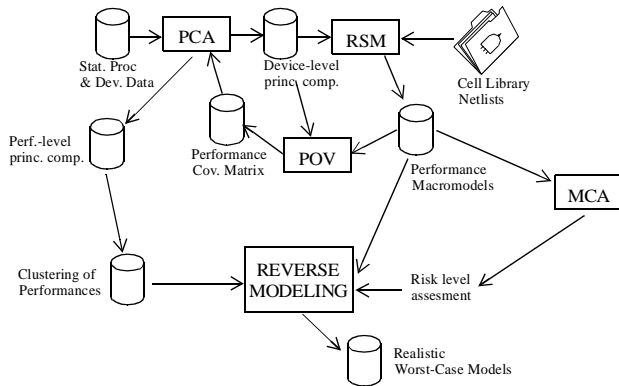 PCA
RSM
Stat. Proc
& Dev. Data
Device-level
princ. comp.
Cell Library
Netlists
Perf.-level
princ. comp.
Performance
Cov. Matrix
POV
Performance
Macromodels
MCA
Clustering of
Performances
REVERSE
MODELING
Risk level
assesment
Realistic
Worst-Case Models